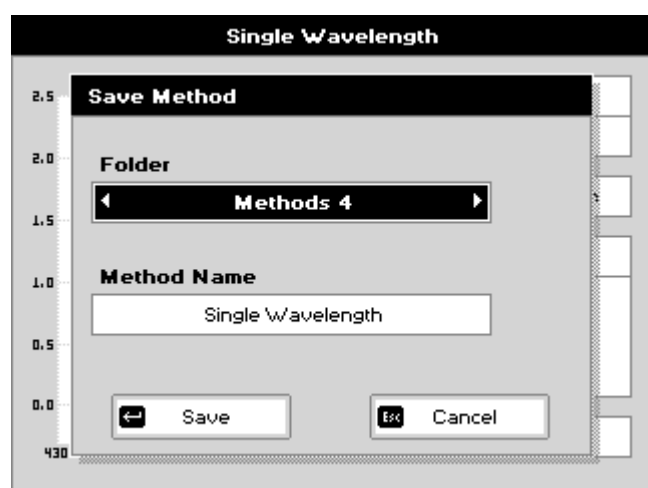 Single Wavelength
2.5
Save Method
2.0
Folder
Methods 4
1.5
1.0
Method Name
Single Wavelength
0.5
0.0
Save
Esc Cancel
430